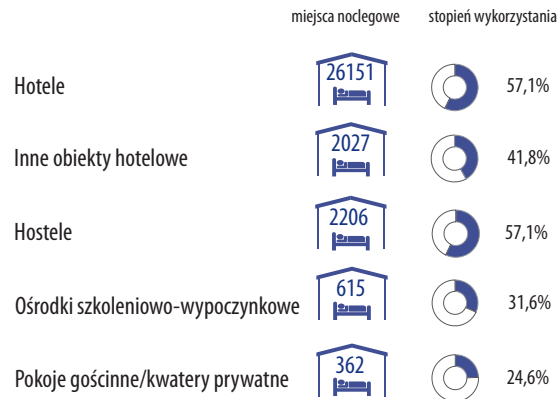 miejsca noclegowe stopień wykorzystania
Hotele 26151 57,1%
Inne obiekty hotelowe 2027 41,8%
Hostele 2206 57,1%
Ośrodki szkoleniowo-wypoczynkowe 615 31,6%
Pokoje gościnne/kwatery prywatne 362 24,6%